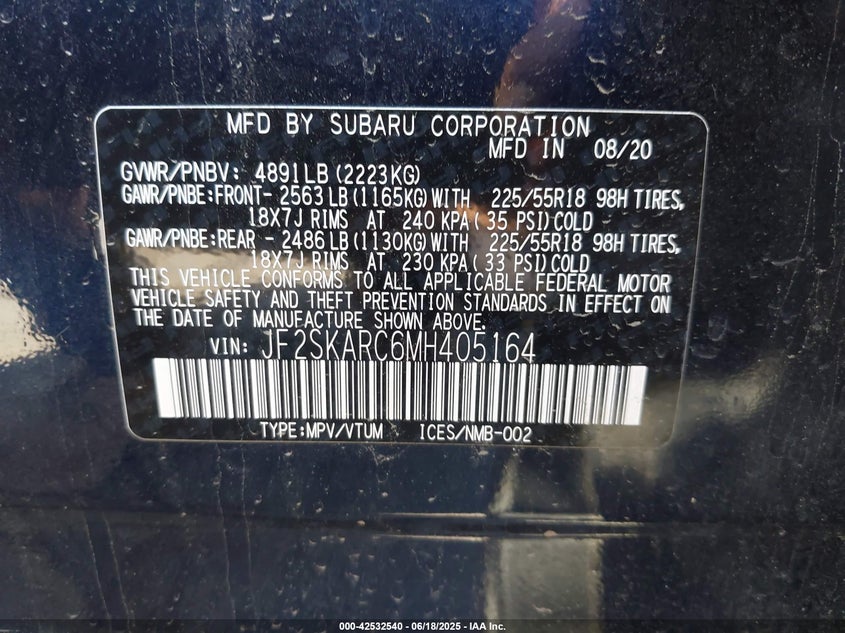 MFD BY SUBARU CORPORATION
MFD IN 08/20
GVWR/PNBV: 4891LB(2223KG)
GAWR/PNBE:FRONT- 2563LB(1165KG)WITH 225/55R18 98H TIRES,
18X7J RIMS AT 240 KPA( 35 PSI)COLD
GAWR/PNBE:REAR - 2486LB(1130KG)WITH 225/55R18 98H TIRES,
18X7J RIMS AT 230 KPA( 33 PSI)COLD
THIS VEHICLE CONFORMS TO ALL APPLICABLE FEDERAL MOTOR
VEHICLE SAFETY AND THEFT PREVENTION STANDARDS IN EFFECT ON
THE DATE OF MANUFACTURE SHOWN ABOVE.
VIN: JF2SKARC6MH405164
TYPE:MPV/VTUM ICES/NMB-002
000-42532540 - 06/18/2025 - IAA Inc.